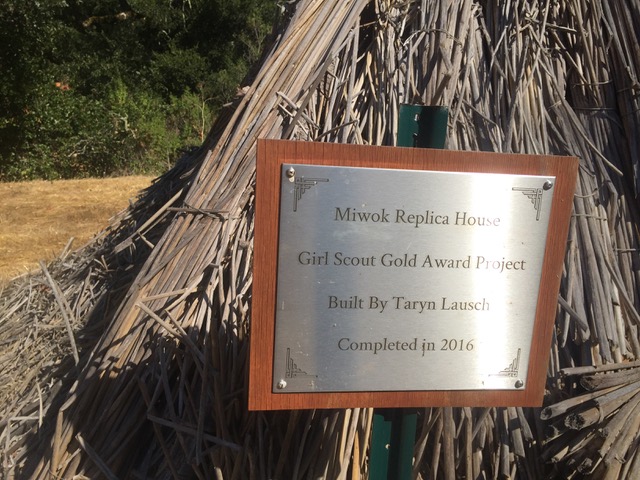 Miwok Replica House
Girl Scout Gold Award Project
Built By Taryn Lausch
Completed in 2016